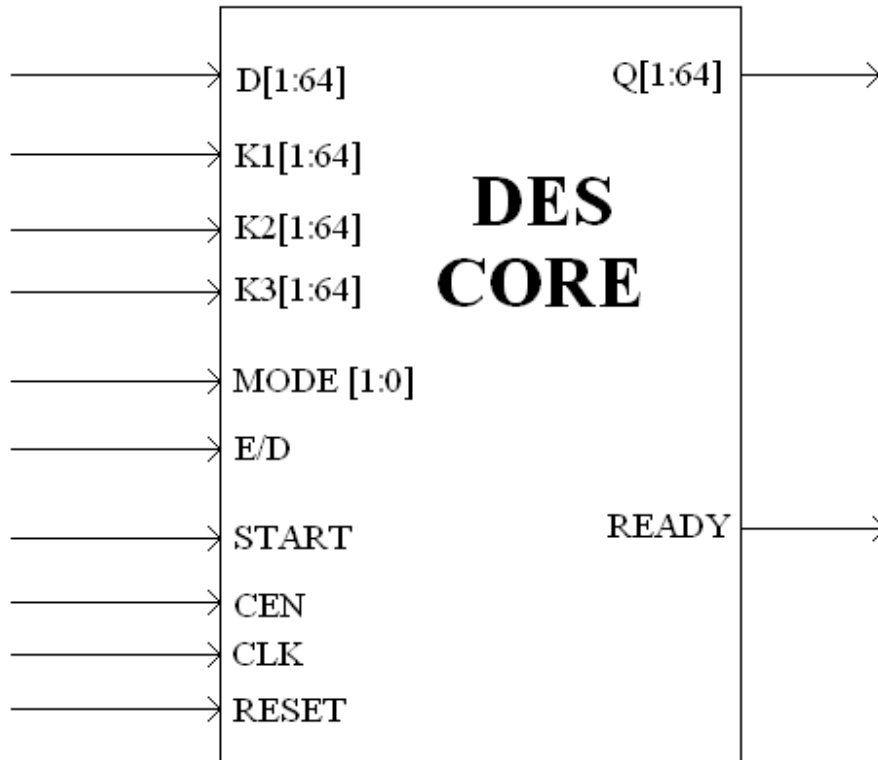 D[1:64]
Q[1:64]
K1[1:64]
K2[1:64]
K3[1:64]
DES
CORE
MODE [1:0]
E/D
START
READY
CEN
CLK
RESET